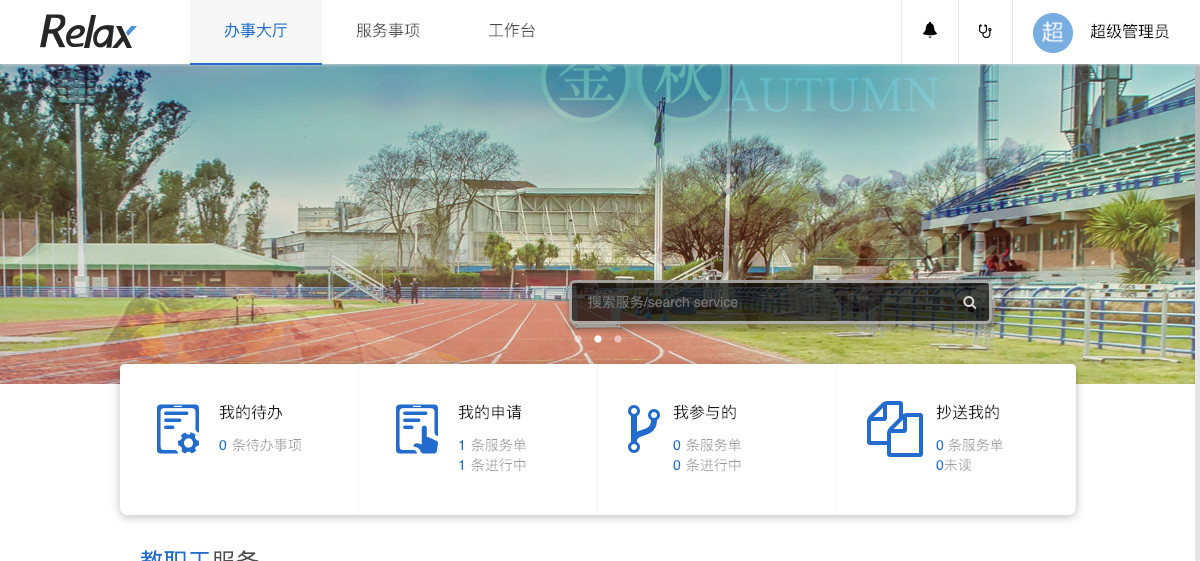 Relax 办事大厅 服务事项 工作台 超 超级管理员
金秋 AUTUMN
搜索服务/search service
我的待办
0 条待办事项
我的申请
1 条服务单
1 条进行中
我参与的
0 条服务单
0 条进行中
抄送我的
0 条服务单
0未读
教职工服务